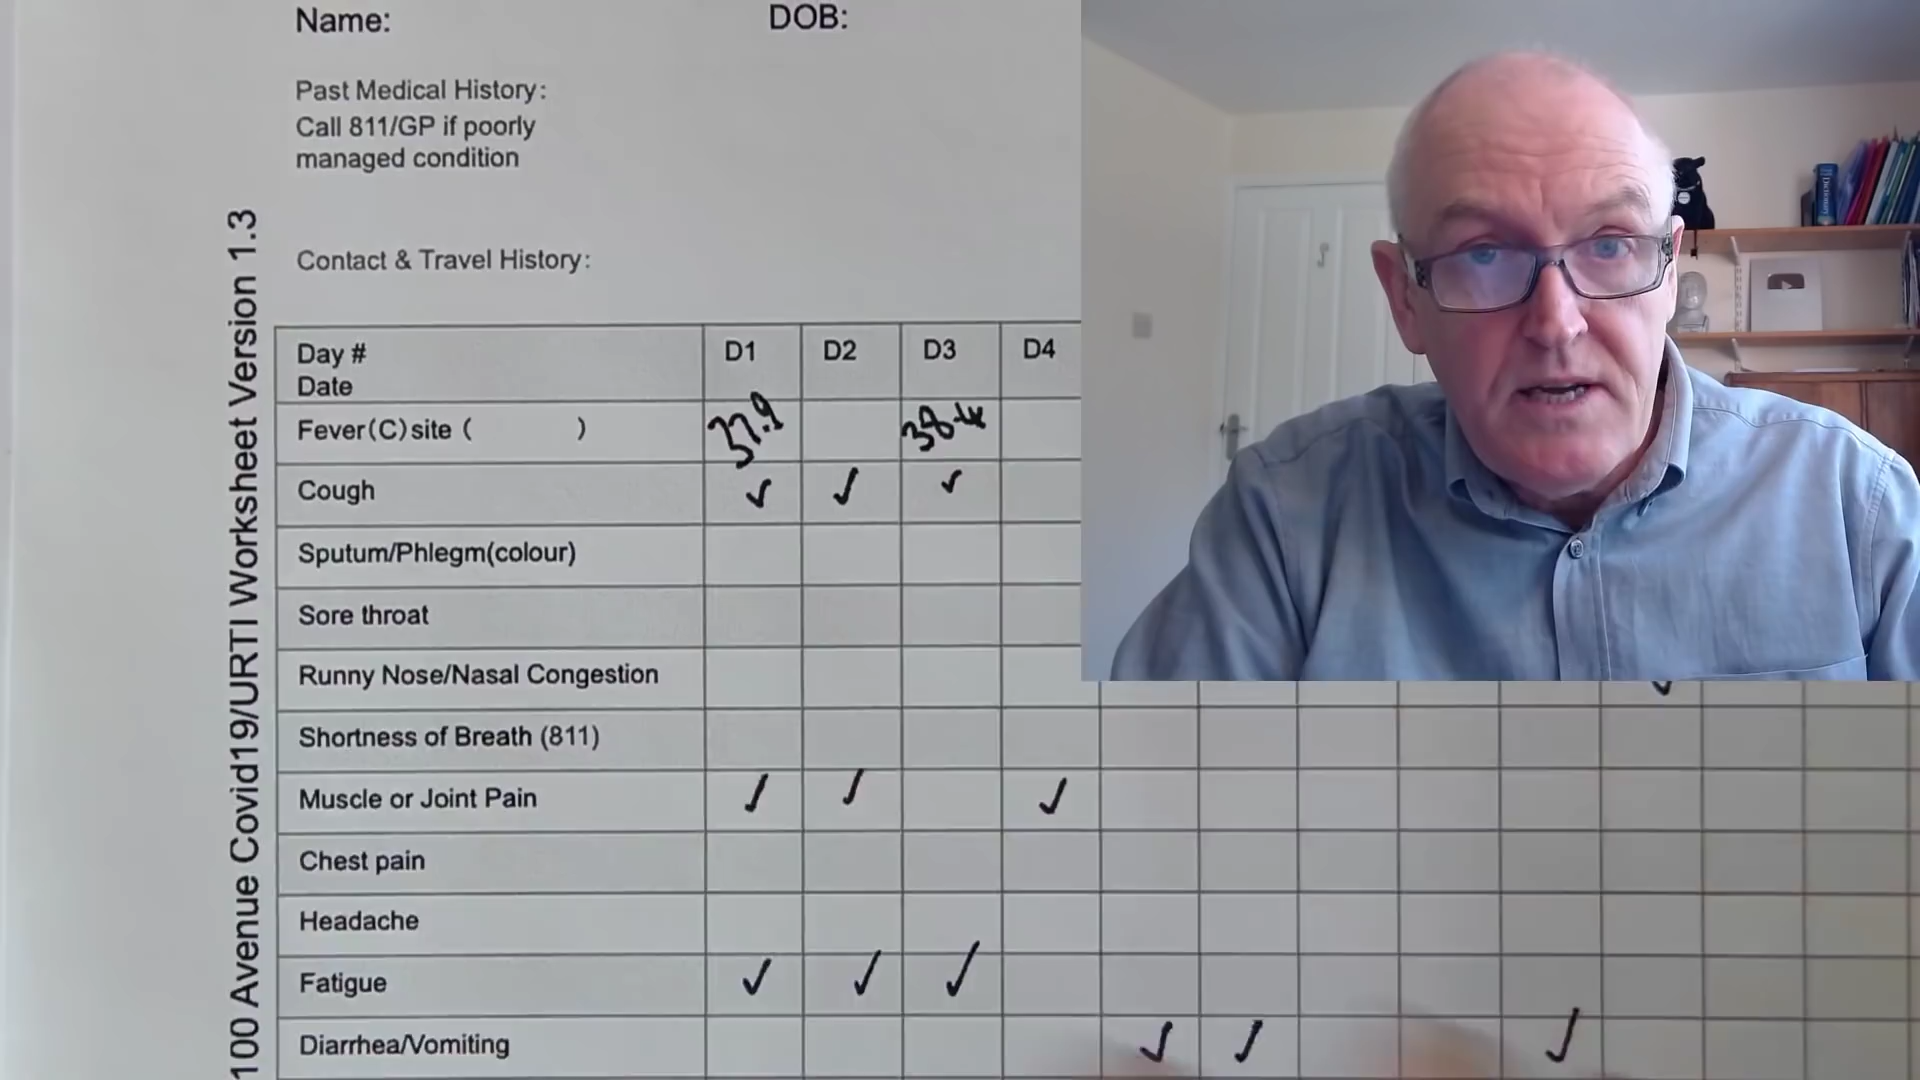 Name: DOB:
Past Medical History:
Call 811/GP if poorly
managed condition
Contact & Travel History:
100 Avenue Covid19/URTI Worksheet Version 1.3
Day # D1 D2 D3 D4
Date
Fever(C)site ( ) 37.9 38.4
Cough ✓ ✓ ✓
Sputum/Phlegm(colour)
Sore throat
Runny Nose/Nasal Congestion
Shortness of Breath (811)
Muscle or Joint Pain ✓ ✓ ✓
Chest pain
Headache
Fatigue ✓ ✓ ✓
Diarrhea/Vomiting ✓ ✓ ✓
Dictionary